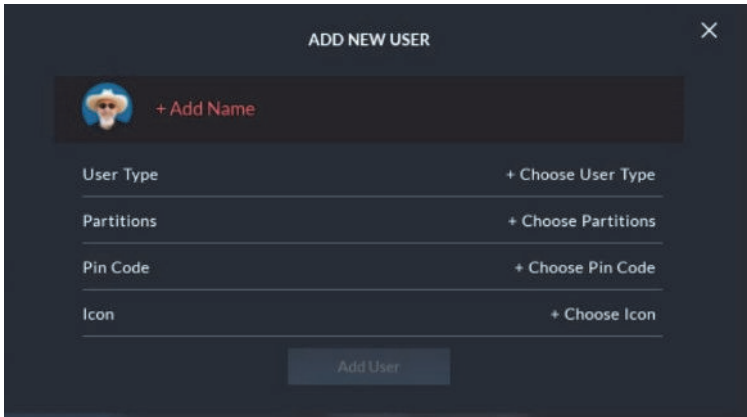 ADD NEW USER
+ Add Name
User Type + Choose User Type
Partitions + Choose Partitions
Pin Code + Choose Pin Code
Icon + Choose Icon
Add User